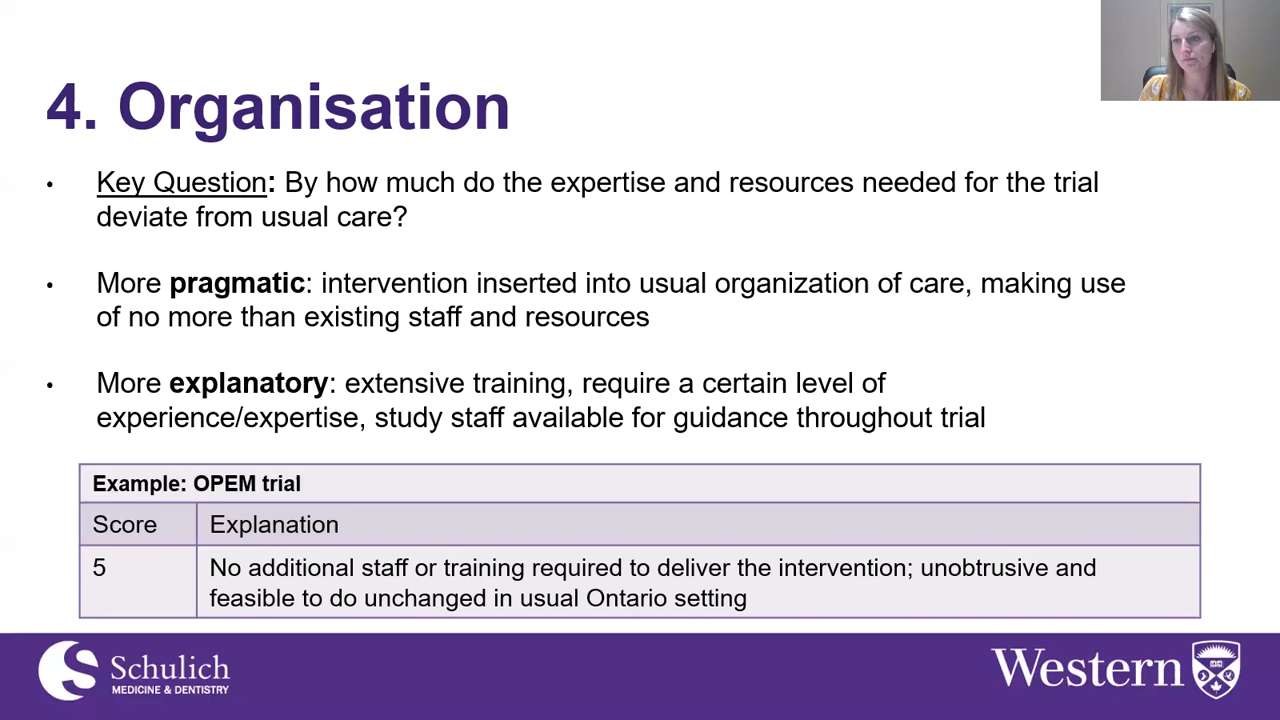 4. Organisation
• Key Question: By how much do the expertise and resources needed for the trial
deviate from usual care?
• More pragmatic: intervention inserted into usual organization of care, making use
of no more than existing staff and resources
• More explanatory: extensive training, require a certain level of
experience/expertise, study staff available for guidance throughout trial
Example: OPEM trial
Score Explanation
5 No additional staff or training required to deliver the intervention; unobtrusive and
feasible to do unchanged in usual Ontario setting
Schulich
MEDICINE & DENTISTRY
Western